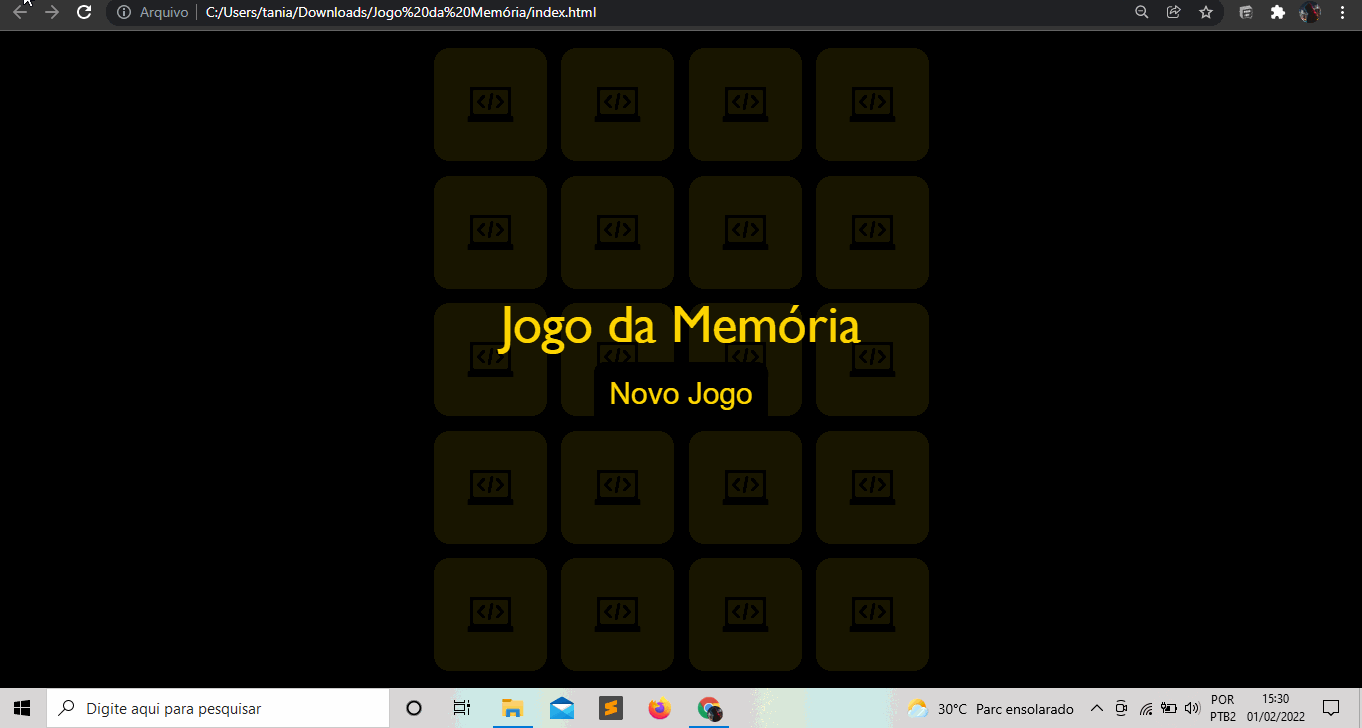 Arquivo C:/Users/tania/Downloads/Jogo%20da%20Memória/index.html
</>  </>  </>  </>
</>  </>  </>  </>
Jogo da Memória
</>  </>  </>  </>
Novo Jogo
</>  </>  </>  </>
</>  </>  </>  </>
Digite aqui para pesquisar
30°C Parc ensolarado
POR
PTB2
15:30
01/02/2022